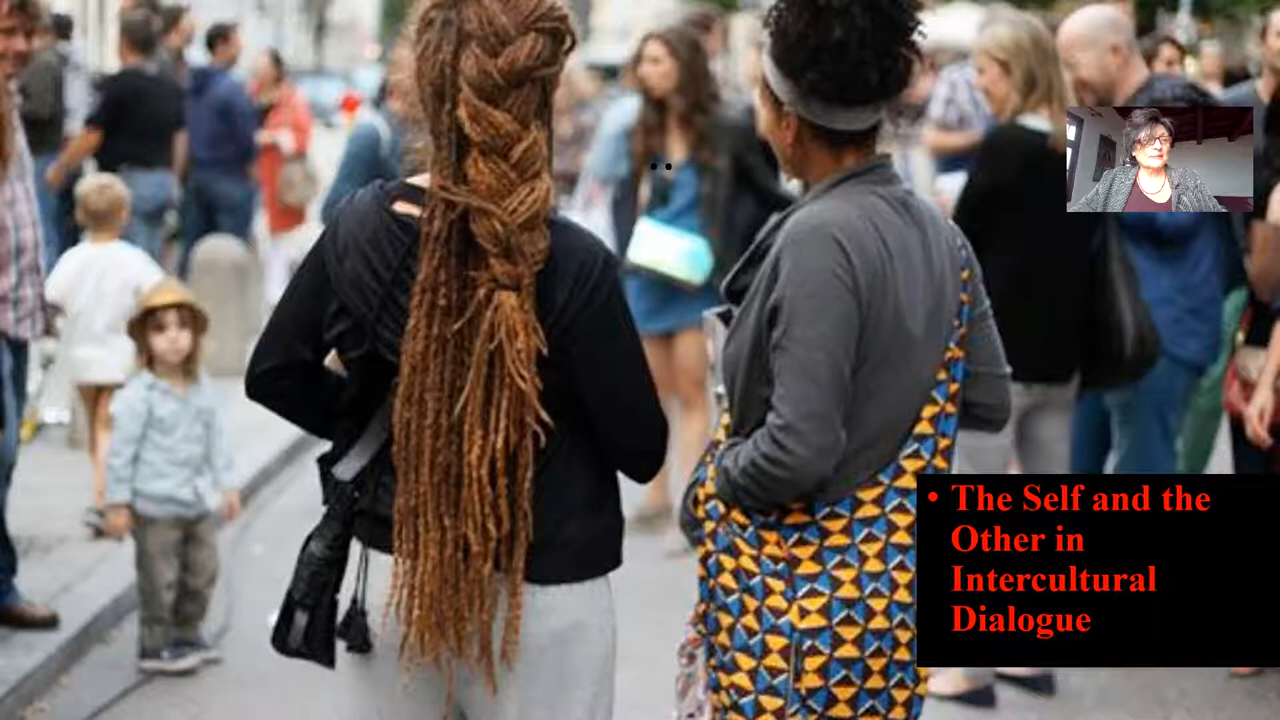 • The Self and the
Other in
Intercultural
Dialogue